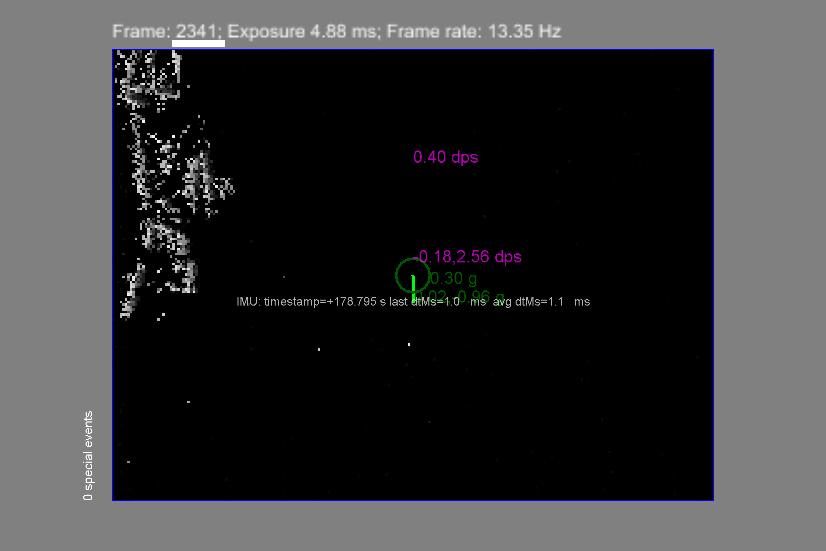 Frame: 2341; Exposure 4.88 ms; Frame rate: 13.35 Hz
0.40 dps
-0.18,2.56 dps
0.30 g
0.96 g
IMU: timestamp=+178.795 s last dtMs=1.0 ms avg dtMs=1.1 ms
0 special events